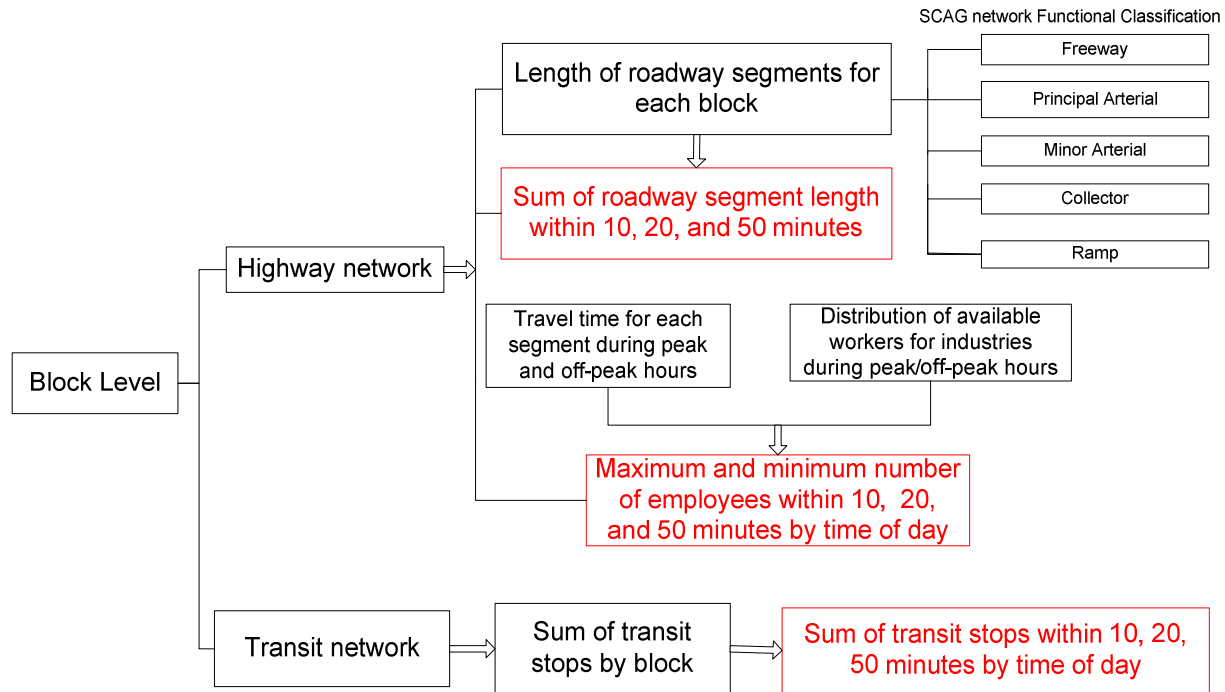 SCAG network Functional Classification
Freeway
Principal Arterial
Minor Arterial
Collector
Ramp
Length of roadway segments for
each block
Sum of roadway segment length
within 10, 20, and 50 minutes
Highway network
Travel time for each
segment during peak
and off-peak hours
Distribution of available
workers for industries
during peak/off-peak hours
Block Level
Maximum and minimum number
of employees within 10, 20,
and 50 minutes by time of day
Transit network
Sum of transit
stops by block
Sum of transit stops within 10, 20,
50 minutes by time of day